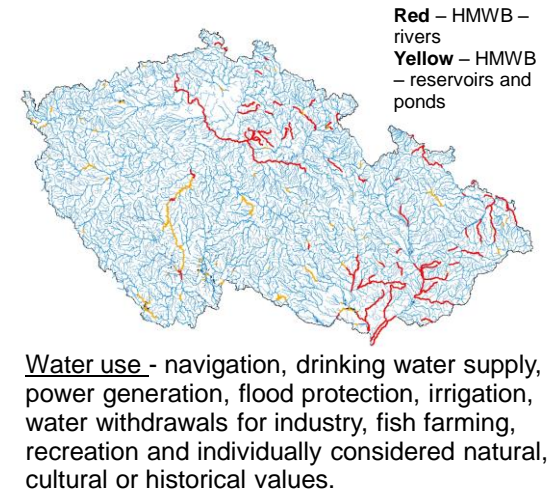 Red – HMWB –
rivers
Yellow – HMWB
– reservoirs and
ponds
Water use - navigation, drinking water supply,
power generation, flood protection, irrigation,
water withdrawals for industry, fish farming,
recreation and individually considered natural,
cultural or historical values.